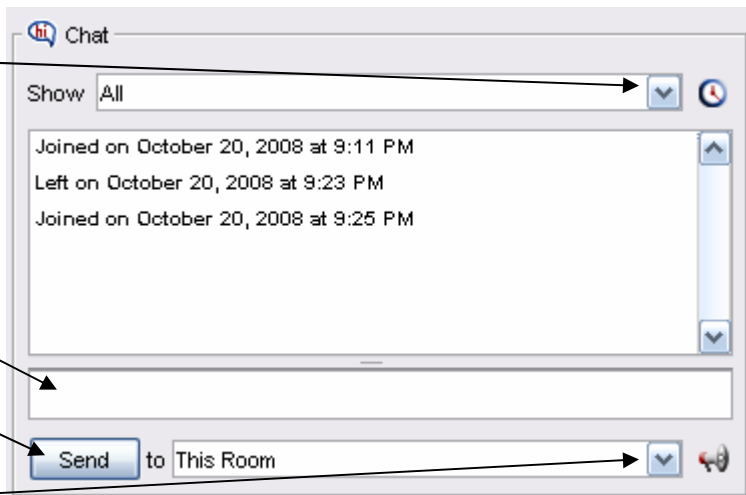 hi Chat
Show All
Joined on October 20, 2008 at 9:11 PM
Left on October 20, 2008 at 9:23 PM
Joined on October 20, 2008 at 9:25 PM
Send to This Room